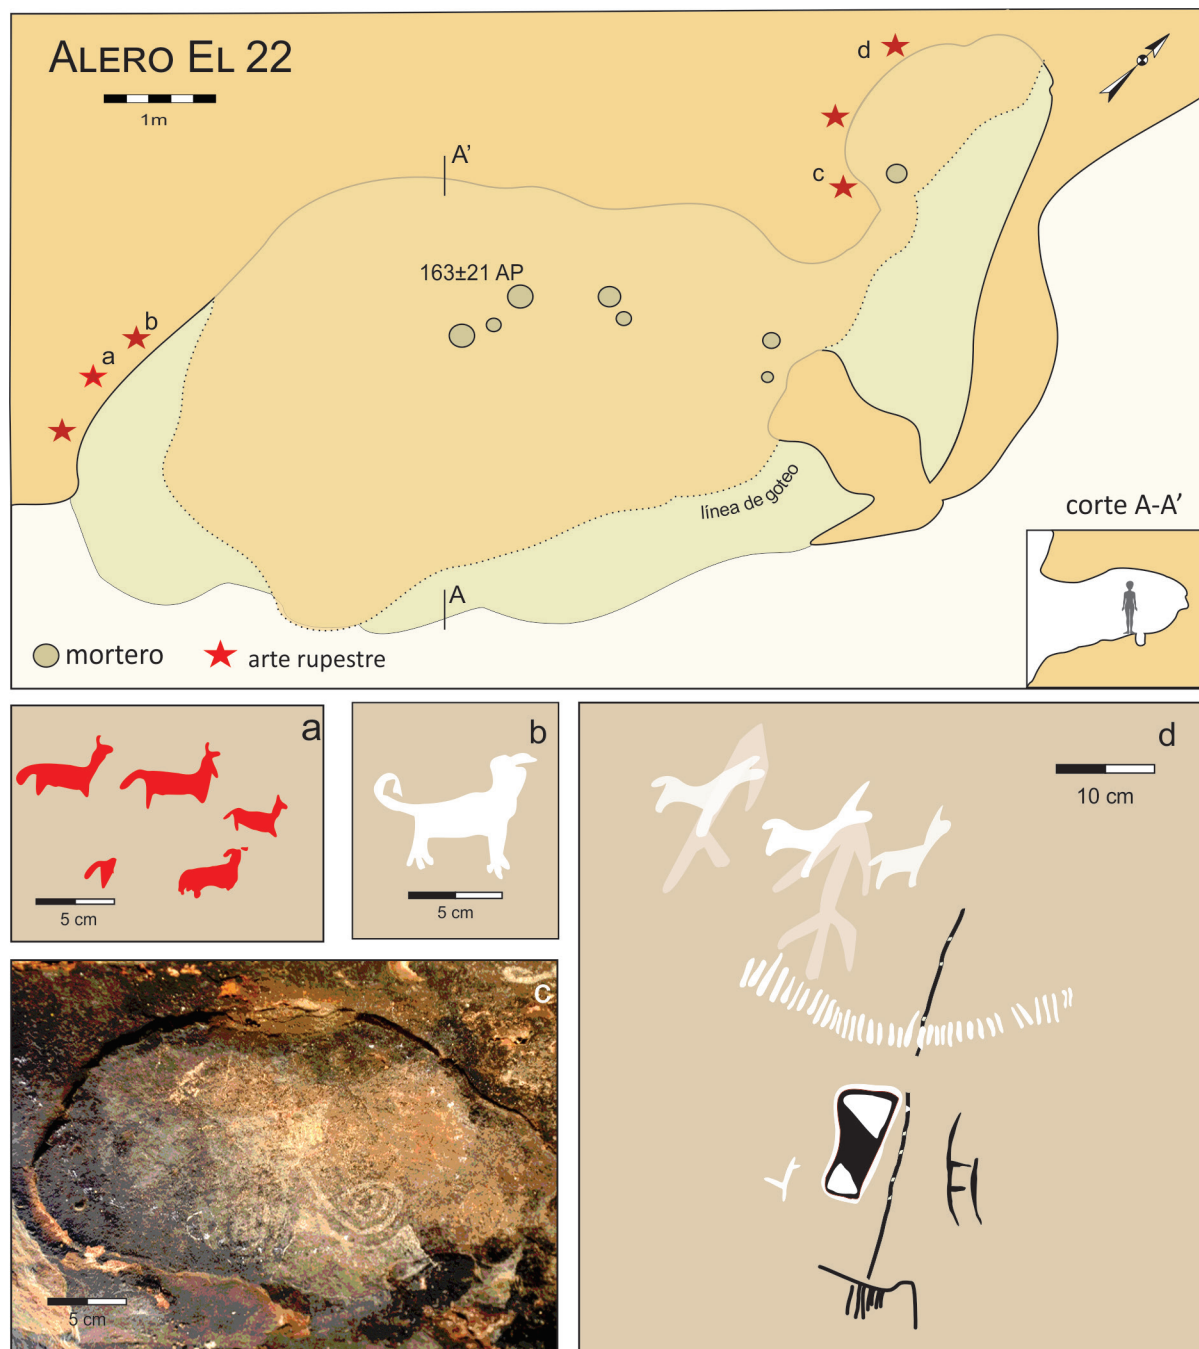 ALERO EL 22
1m
A’
d
c
163±21 AP
b
a
línea de goteo
A
corte A-A’
mortero
arte rupestre
a
5 cm
b
5 cm
c
5 cm
d
10 cm